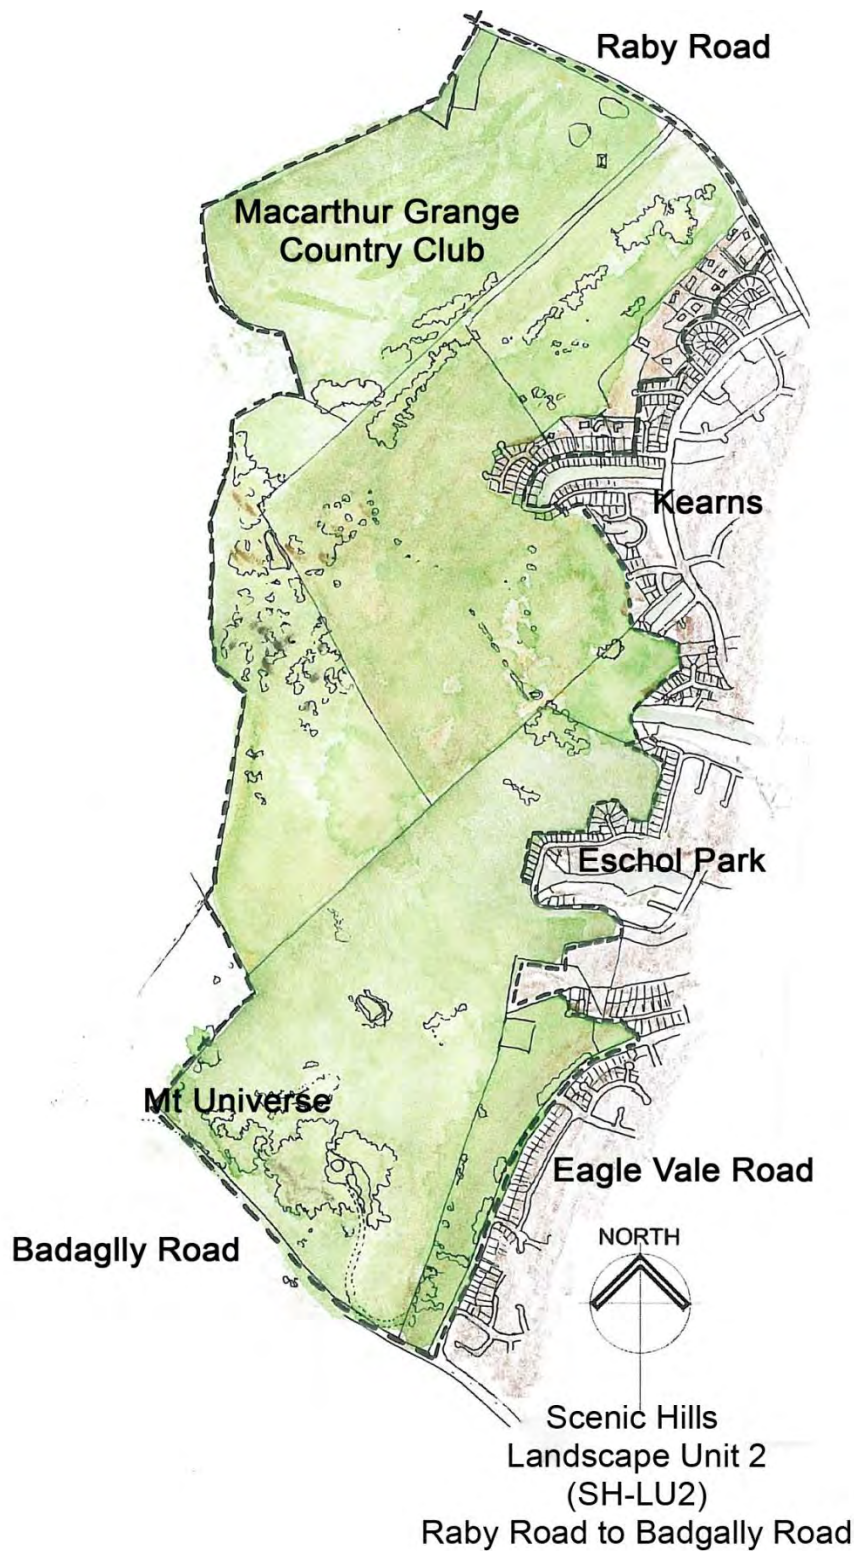 Raby Road
Macarthur Grange
Country Club
Kearns
Eschol Park
Mt Universe
Eagle Vale Road
Badaglly Road
NORTH
Scenic Hills
Landscape Unit 2
(SH-LU2)
Raby Road to Badgally Road